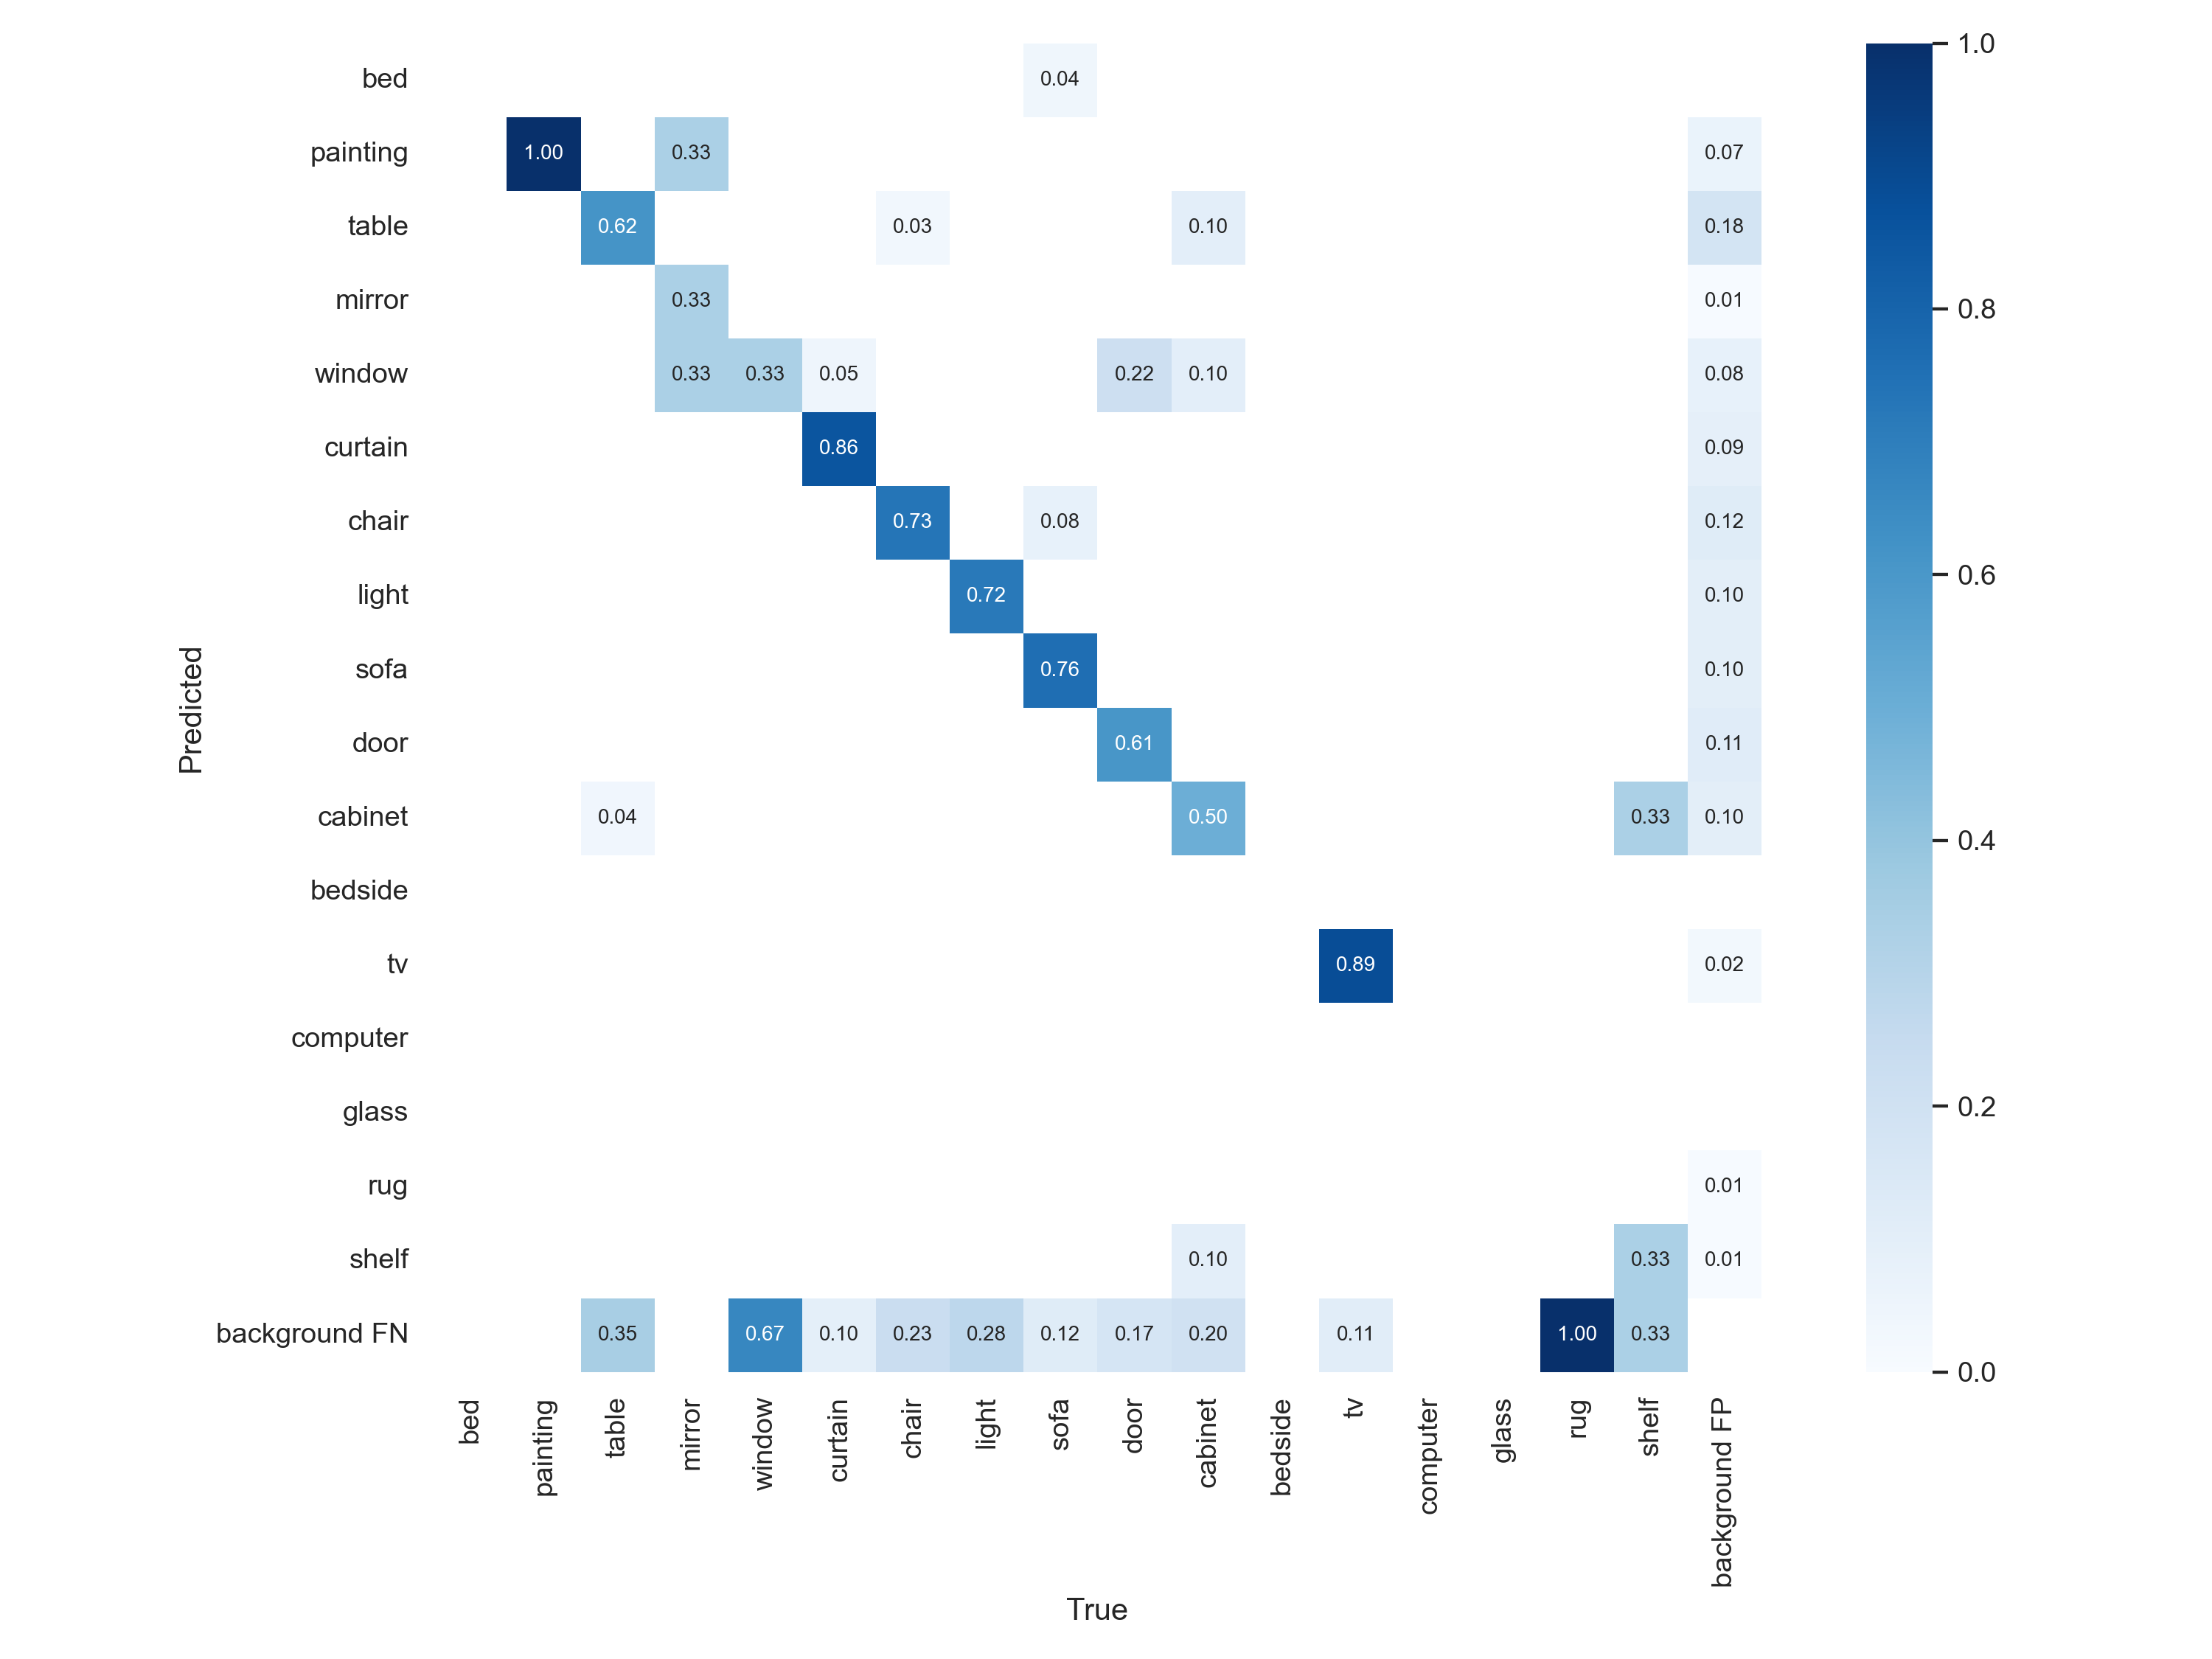 bed 0.04
painting 1.00 0.33 0.07
table 0.62 0.03 0.10 0.18
mirror 0.33 0.01
window 0.33 0.33 0.05 0.22 0.10 0.08
curtain 0.86 0.09
chair 0.73 0.08 0.12
light 0.72 0.10
sofa 0.76 0.10
door 0.61 0.11
cabinet 0.04 0.50 0.33 0.10
bedside
tv 0.89 0.02
computer
glass
rug 0.01
shelf 0.10 0.33 0.01
background FN 0.35 0.67 0.10 0.23 0.28 0.12 0.17 0.20 0.11 1.00 0.33
Predicted
bed
painting
table
mirror
window
curtain
chair
light
sofa
door
cabinet
bedside
tv
computer
glass
rug
shelf
background FP
True
1.0
0.8
0.6
0.4
0.2
0.0